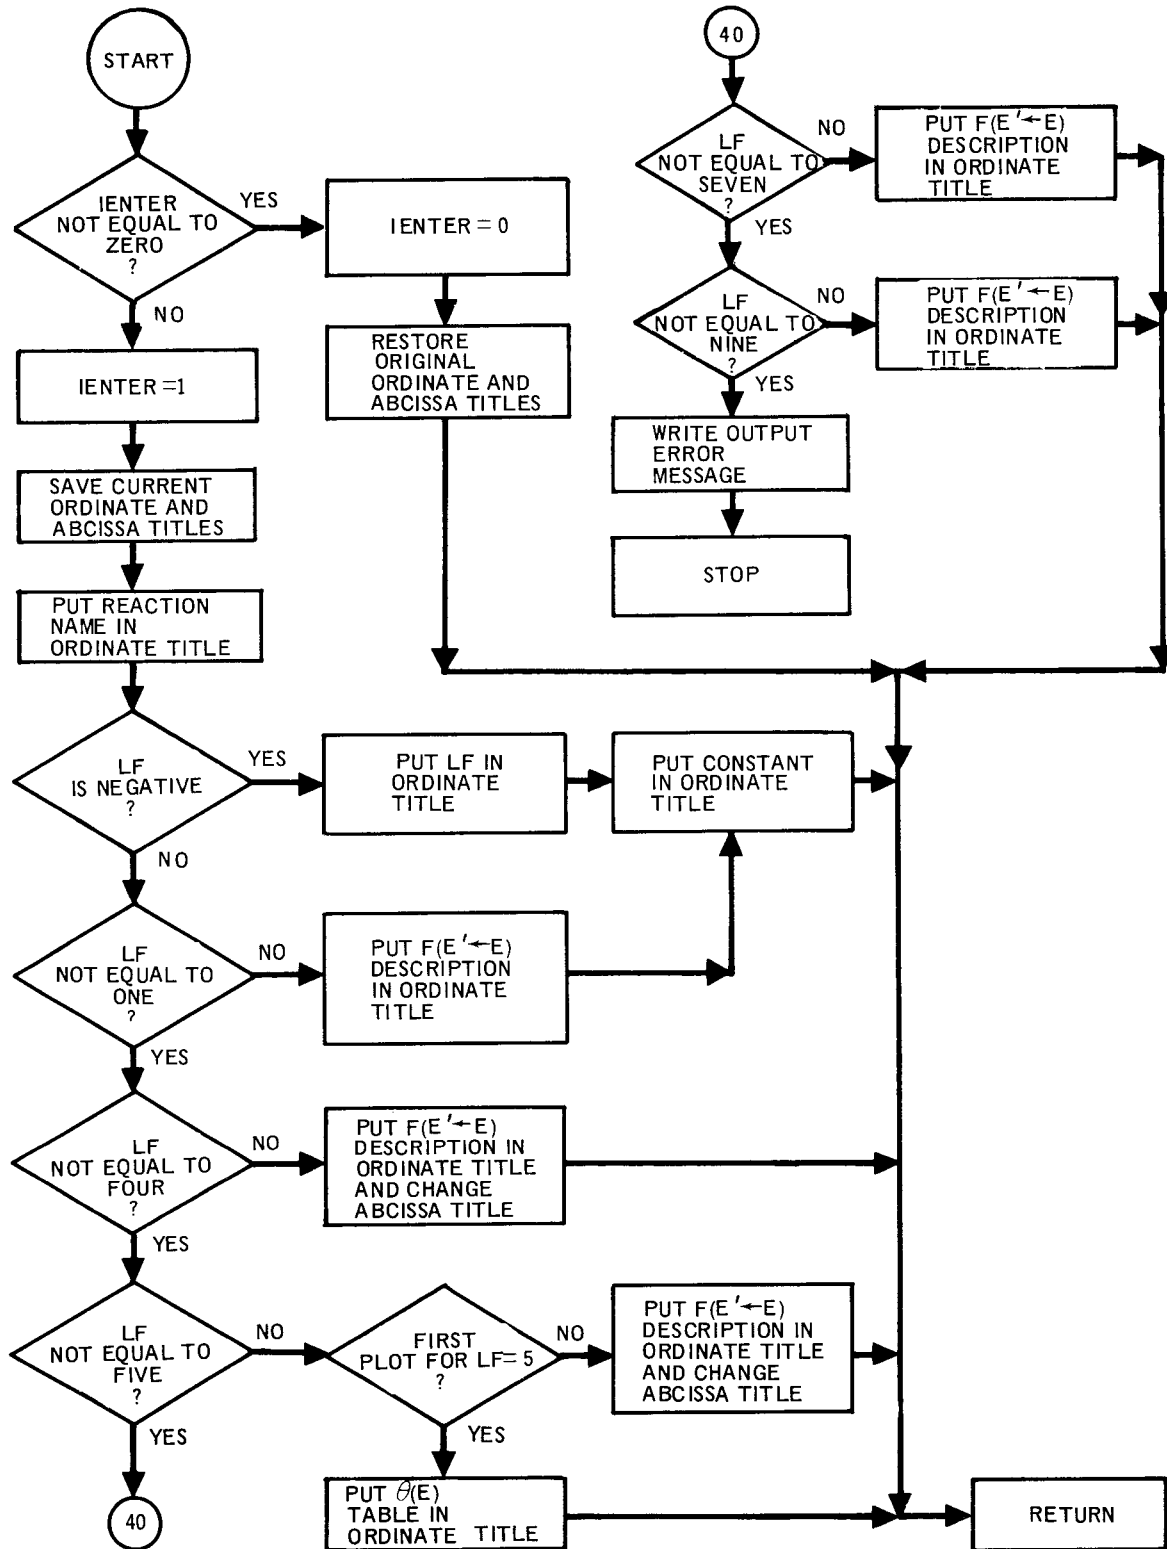 START
IENTER
NOT EQUAL TO
ZERO
?
YES
NO
IENTER = 0
RESTORE
ORIGINAL
ORDINATE AND
ABCISSA TITLES
IENTER =1
SAVE CURRENT
ORDINATE AND
ABCISSA TITLES
PUT REACTION
NAME IN
ORDINATE TITLE
LF
IS NEGATIVE
?
YES
NO
PUT LF IN
ORDINATE
TITLE
PUT CONSTANT
IN ORDINATE
TITLE
LF
NOT EQUAL TO
ONE
?
NO
YES
PUT F(E'←E)
DESCRIPTION
IN ORDINATE
TITLE
LF
NOT EQUAL TO
FOUR
?
NO
YES
PUT F(E'←E)
DESCRIPTION IN
ORDINATE TITLE
AND CHANGE
ABCISSA TITLE
LF
NOT EQUAL TO
FIVE
?
NO
YES
FIRST
PLOT FOR LF= 5
?
NO
YES
PUT F(E'←E)
DESCRIPTION IN
ORDINATE TITLE
AND CHANGE
ABCISSA TITLE
PUT θ(E)
TABLE IN
ORDINATE TITLE
40
RETURN
40
LF
NOT EQUAL TO
SEVEN
?
NO
YES
PUT F(E'←E)
DESCRIPTION
IN ORDINATE
TITLE
LF
NOT EQUAL TO
NINE
?
NO
YES
PUT F(E'←E)
DESCRIPTION
IN ORDINATE
TITLE
WRITE OUTPUT
ERROR
MESSAGE
STOP